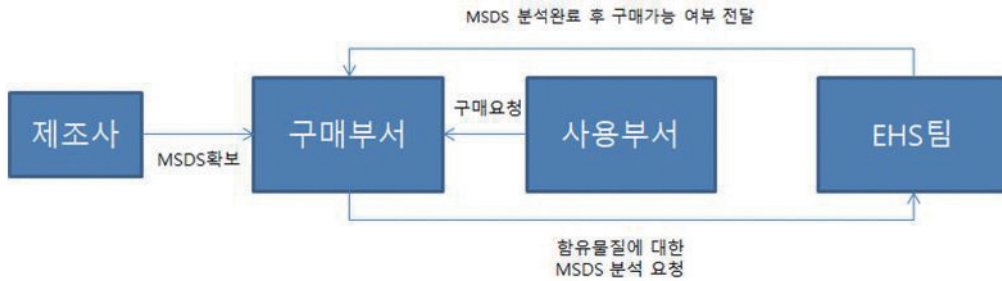 MSDS 분석완료 후 구매가능 여부 전달
제조사
MSDS확보
구매부서
구매요청
사용부서
EHS팀
함유물질에 대한
MSDS 분석 요청